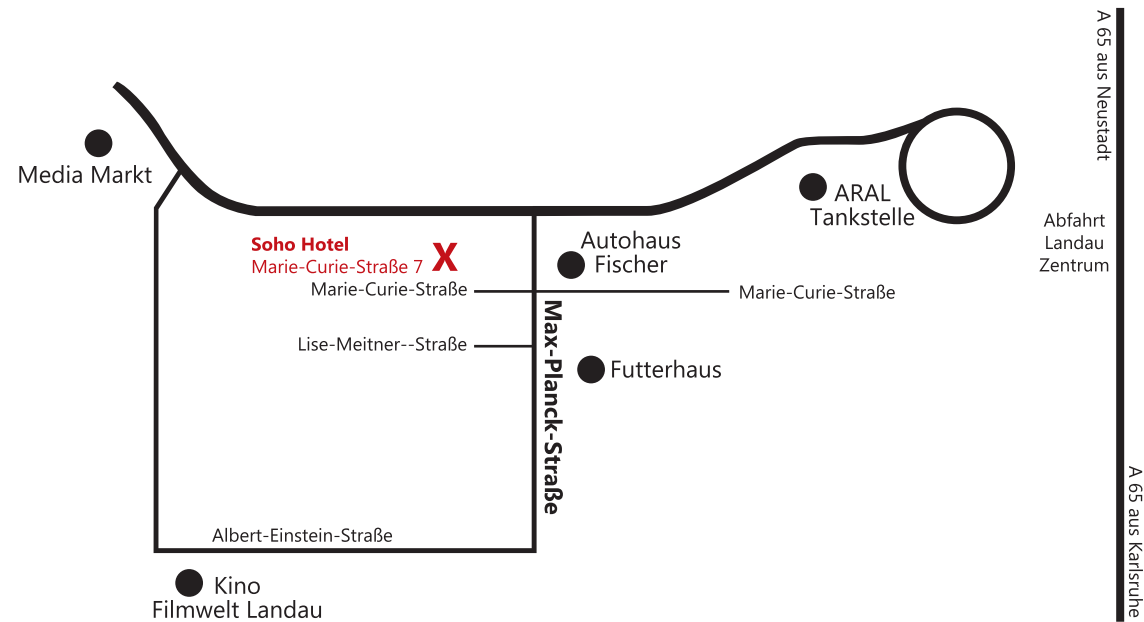 A 65 aus Neustadt
Media Markt
ARAL
Tankstelle
Abfahrt
Landau
Zentrum
Soho Hotel
Marie-Curie-Straße 7 X
Autohaus
Fischer
Marie-Curie-Straße
Marie-Curie-Straße
Lise-Meitner--Straße
Max-Planck-Straße
Futterhaus
A 65 aus Karlsruhe
Albert-Einstein-Straße
Kino
Filmwelt Landau